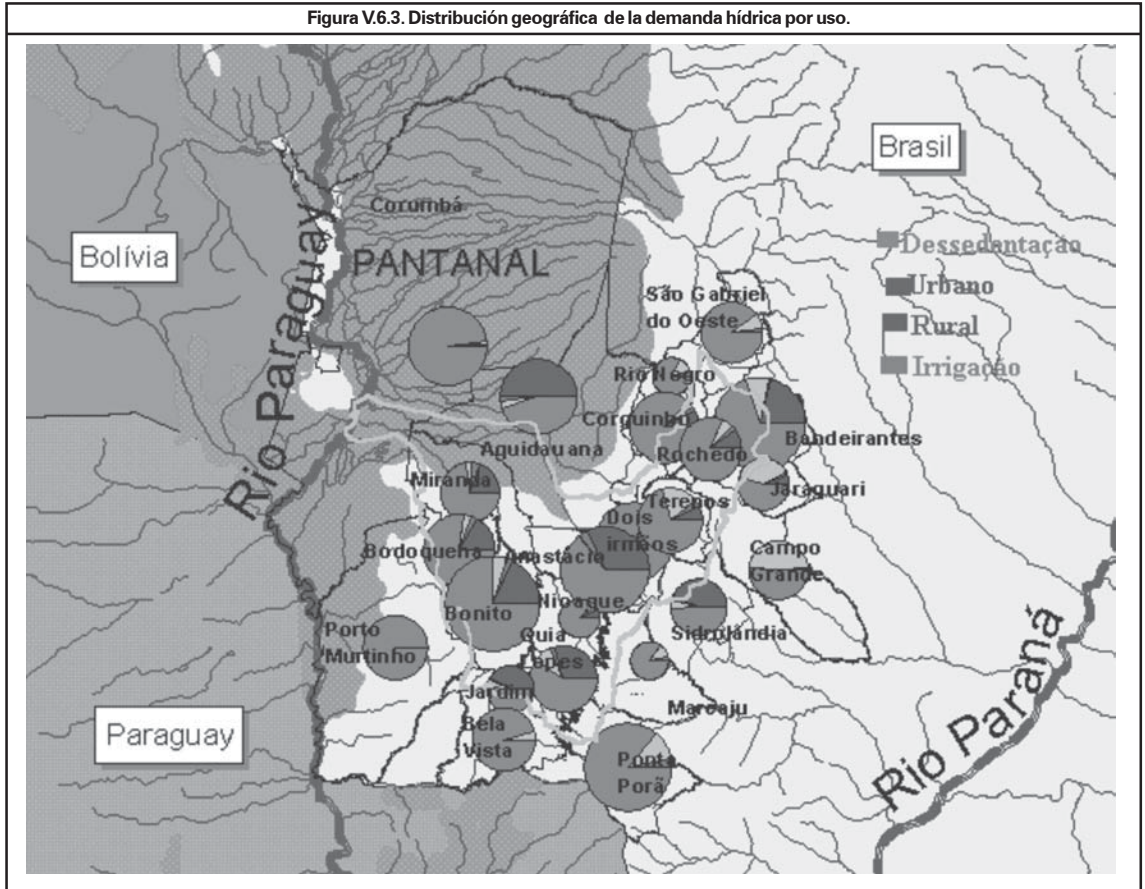 Figura V.6.3. Distribución geográfica de la demanda hídrica por uso.
Brasil
Bolívia
Corumbá
PANTANAL
Rio Paraguay
Dessedantação
Urbano
Rural
Irrigação
São Gabriel
do Oeste
Rio Negro
Corguinho
Bandeirantes
Rochedo
Aquidauana
Miranda
Jaraguari
Terenos
Dois
irmãos
Bodoquena
Anastácio
Campo
Grande
Bonito
Nioaque
Sidrolândia
Porto
Murtinho
Guia
Lopes
Jardim
Maracaju
Bela
Vista
Paraguay
Ponta
Porã
Rio Paraná